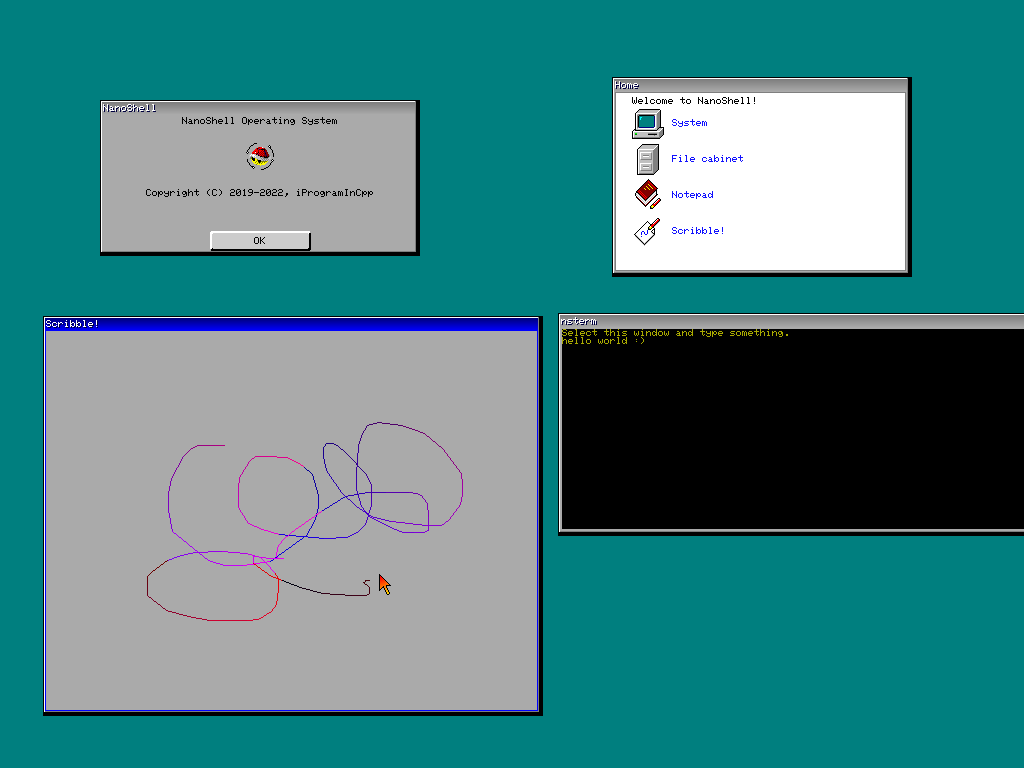 NanoShell
NanoShell Operating System
Copyright (C) 2019-2022, iProgramInCpp
OK
Home
Welcome to NanoShell!
System
File cabinet
Notepad
Scribble!
Scribble!
nsterm
Select this window and type something.
hello world :)